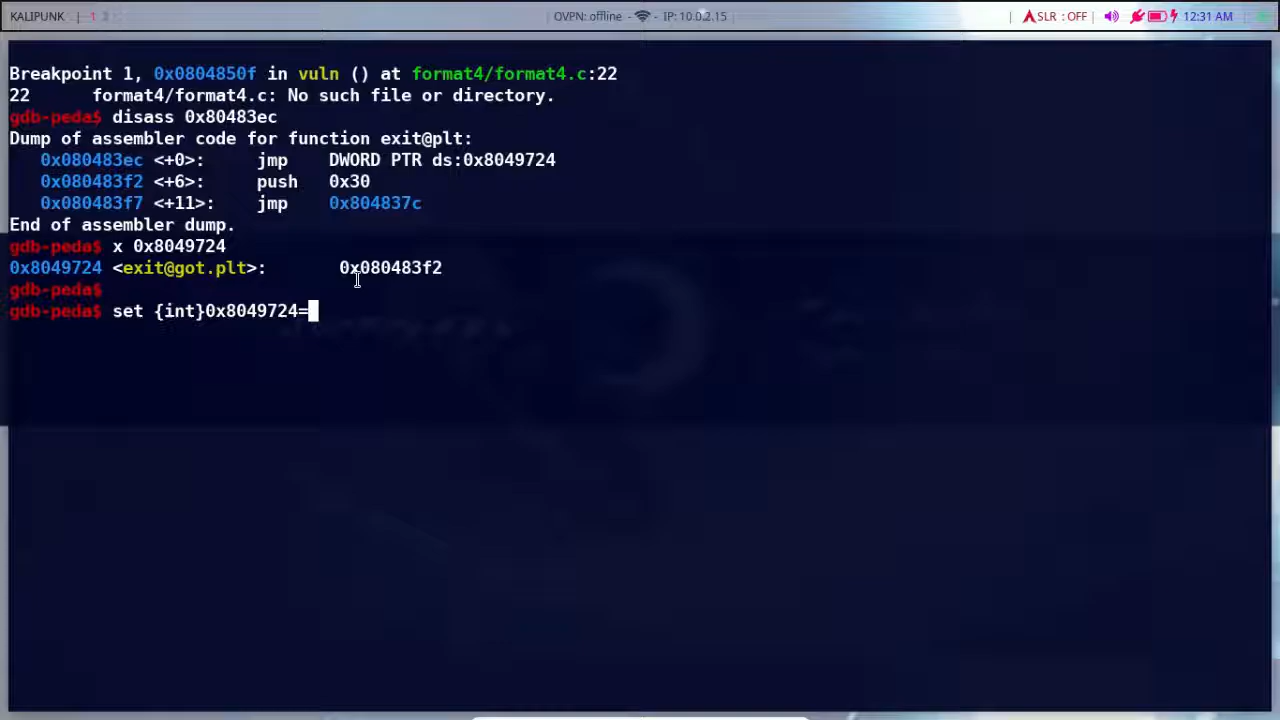 KALIPUNK | 1 2 OVPN: offline - - IP: 10.0.2.15 | SLR : OFF | 12:31 AM
Breakpoint 1, 0x0804850f in vuln () at format4/format4.c:22
22 format4/format4.c: No such file or directory.
gdb-peda$ disass 0x80483ec
Dump of assembler code for function exit@plt:
0x080483ec <+0>: jmp DWORD PTR ds:0x8049724
0x080483f2 <+6>: push 0x30
0x080483f7 <+11>: jmp 0x804837c
End of assembler dump.
gdb-peda$ x 0x8049724
0x8049724 <exit@got.plt>: 0x080483f2
gdb-peda$
gdb-peda$ set {int}0x8049724=